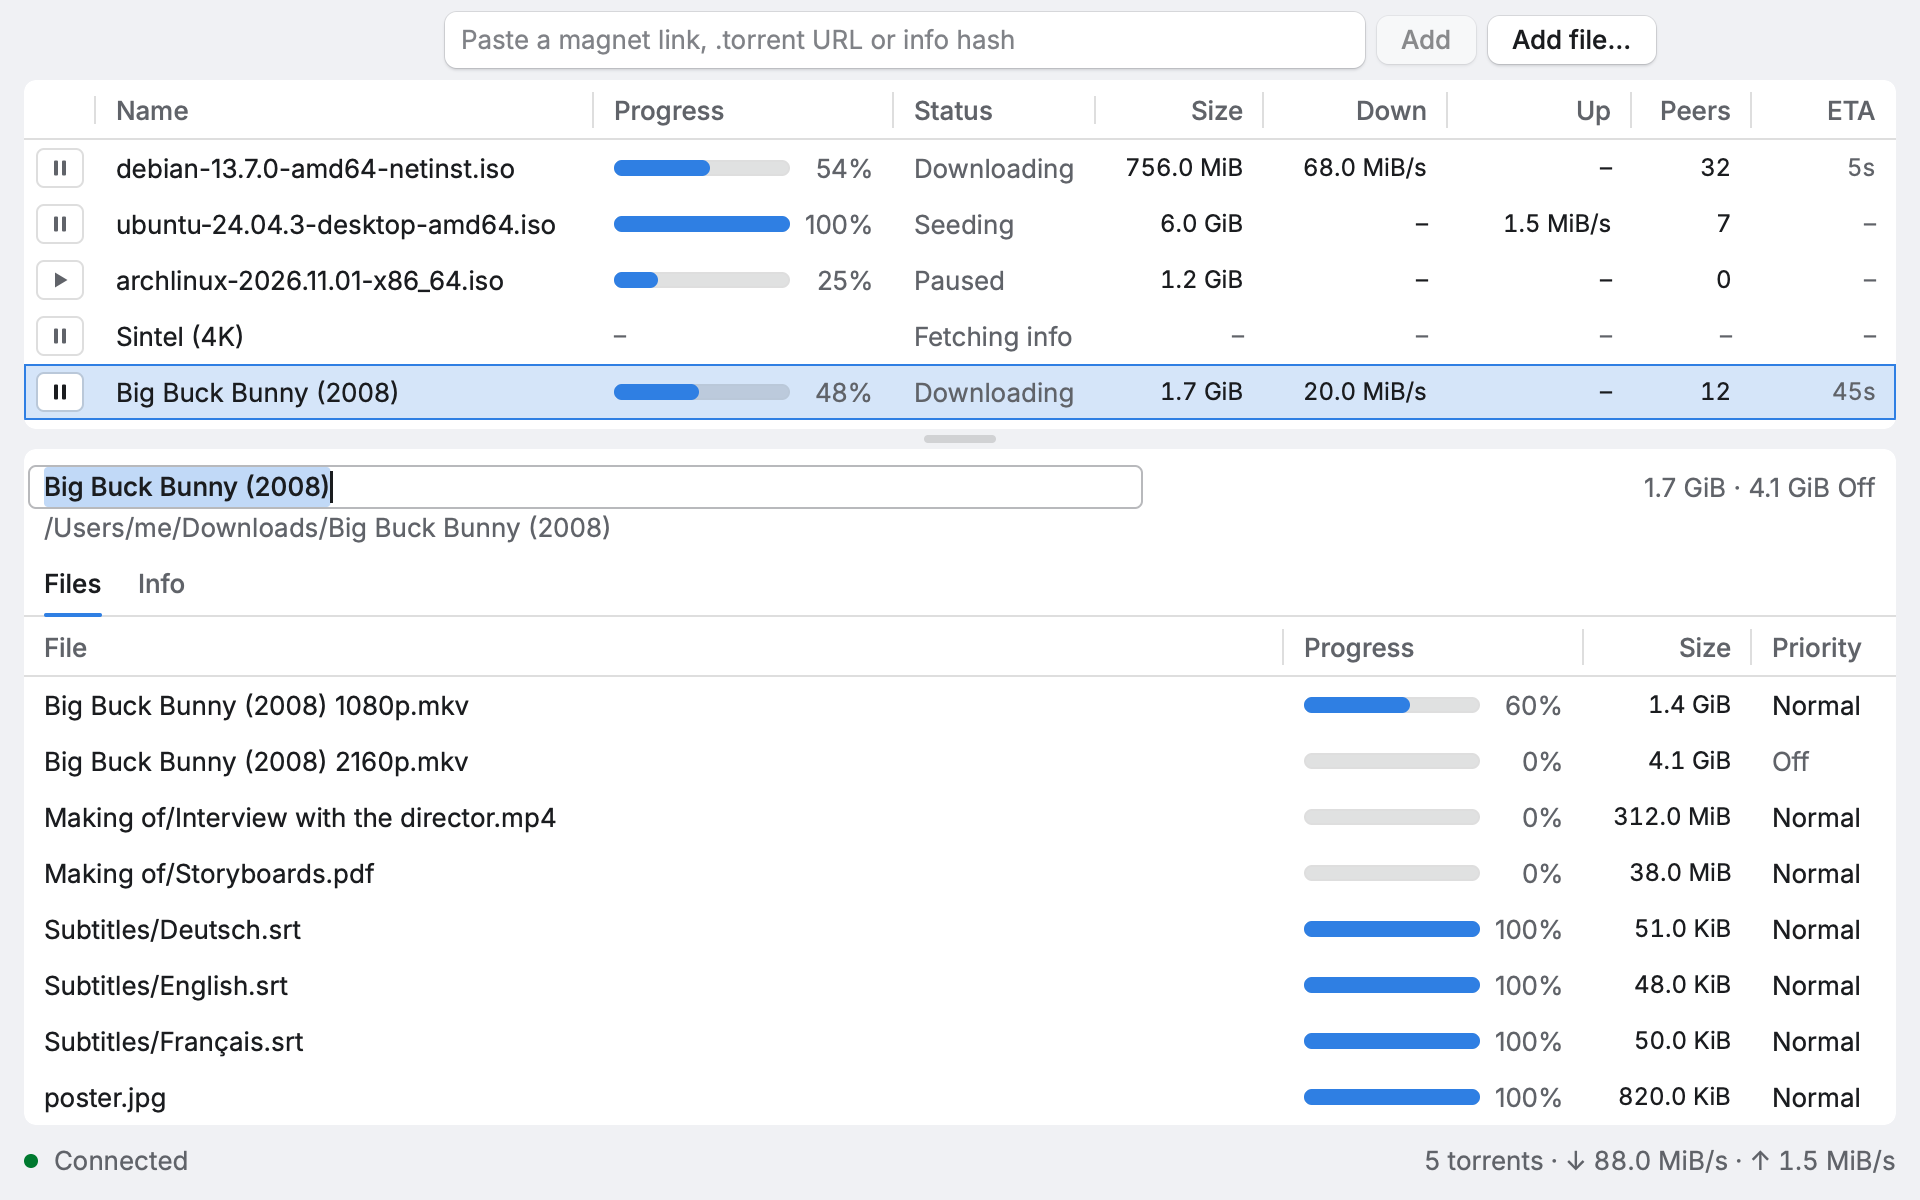 Paste a magnet link, .torrent URL or info hash Add Add file...
Name Progress Status Size Down Up Peers ETA
debian-13.7.0-amd64-netinst.iso 54% Downloading 756.0 MiB 68.0 MiB/s – 32 5s
ubuntu-24.04.3-desktop-amd64.iso 100% Seeding 6.0 GiB – 1.5 MiB/s 7 –
archlinux-2026.11.01-x86_64.iso 25% Paused 1.2 GiB – – 0 –
Sintel (4K) – Fetching info – – – – –
Big Buck Bunny (2008) 48% Downloading 1.7 GiB 20.0 MiB/s – 12 45s
Big Buck Bunny (2008) 1.7 GiB · 4.1 GiB Off
/Users/me/Downloads/Big Buck Bunny (2008)
Files Info
File Progress Size Priority
Big Buck Bunny (2008) 1080p.mkv 60% 1.4 GiB Normal
Big Buck Bunny (2008) 2160p.mkv 0% 4.1 GiB Off
Making of/Interview with the director.mp4 0% 312.0 MiB Normal
Making of/Storyboards.pdf 0% 38.0 MiB Normal
Subtitles/Deutsch.srt 100% 51.0 KiB Normal
Subtitles/English.srt 100% 48.0 KiB Normal
Subtitles/Français.srt 100% 50.0 KiB Normal
poster.jpg 100% 820.0 KiB Normal
Connected 5 torrents · ↓ 88.0 MiB/s · ↑ 1.5 MiB/s